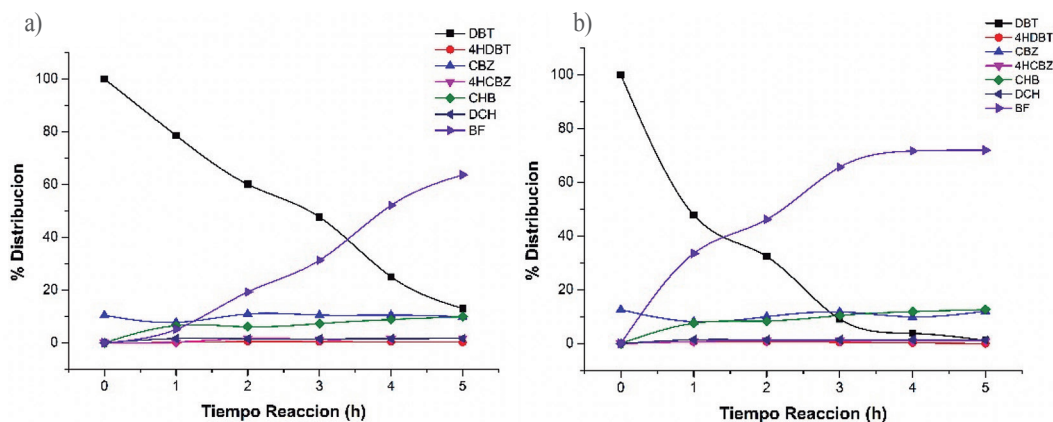 a)
DBT
4HDBT
CBZ
4HCBZ
CHB
DCH
BF
100
80
60
40
20
0
% Distribucion
0 1 2 3 4 5
Tiempo Reaccion (h)
b)
DBT
4HDBT
CBZ
4HCBZ
CHB
DCH
BF
100
80
60
40
20
0
% Distribucion
0 1 2 3 4 5
Tiempo Reaccion (h)